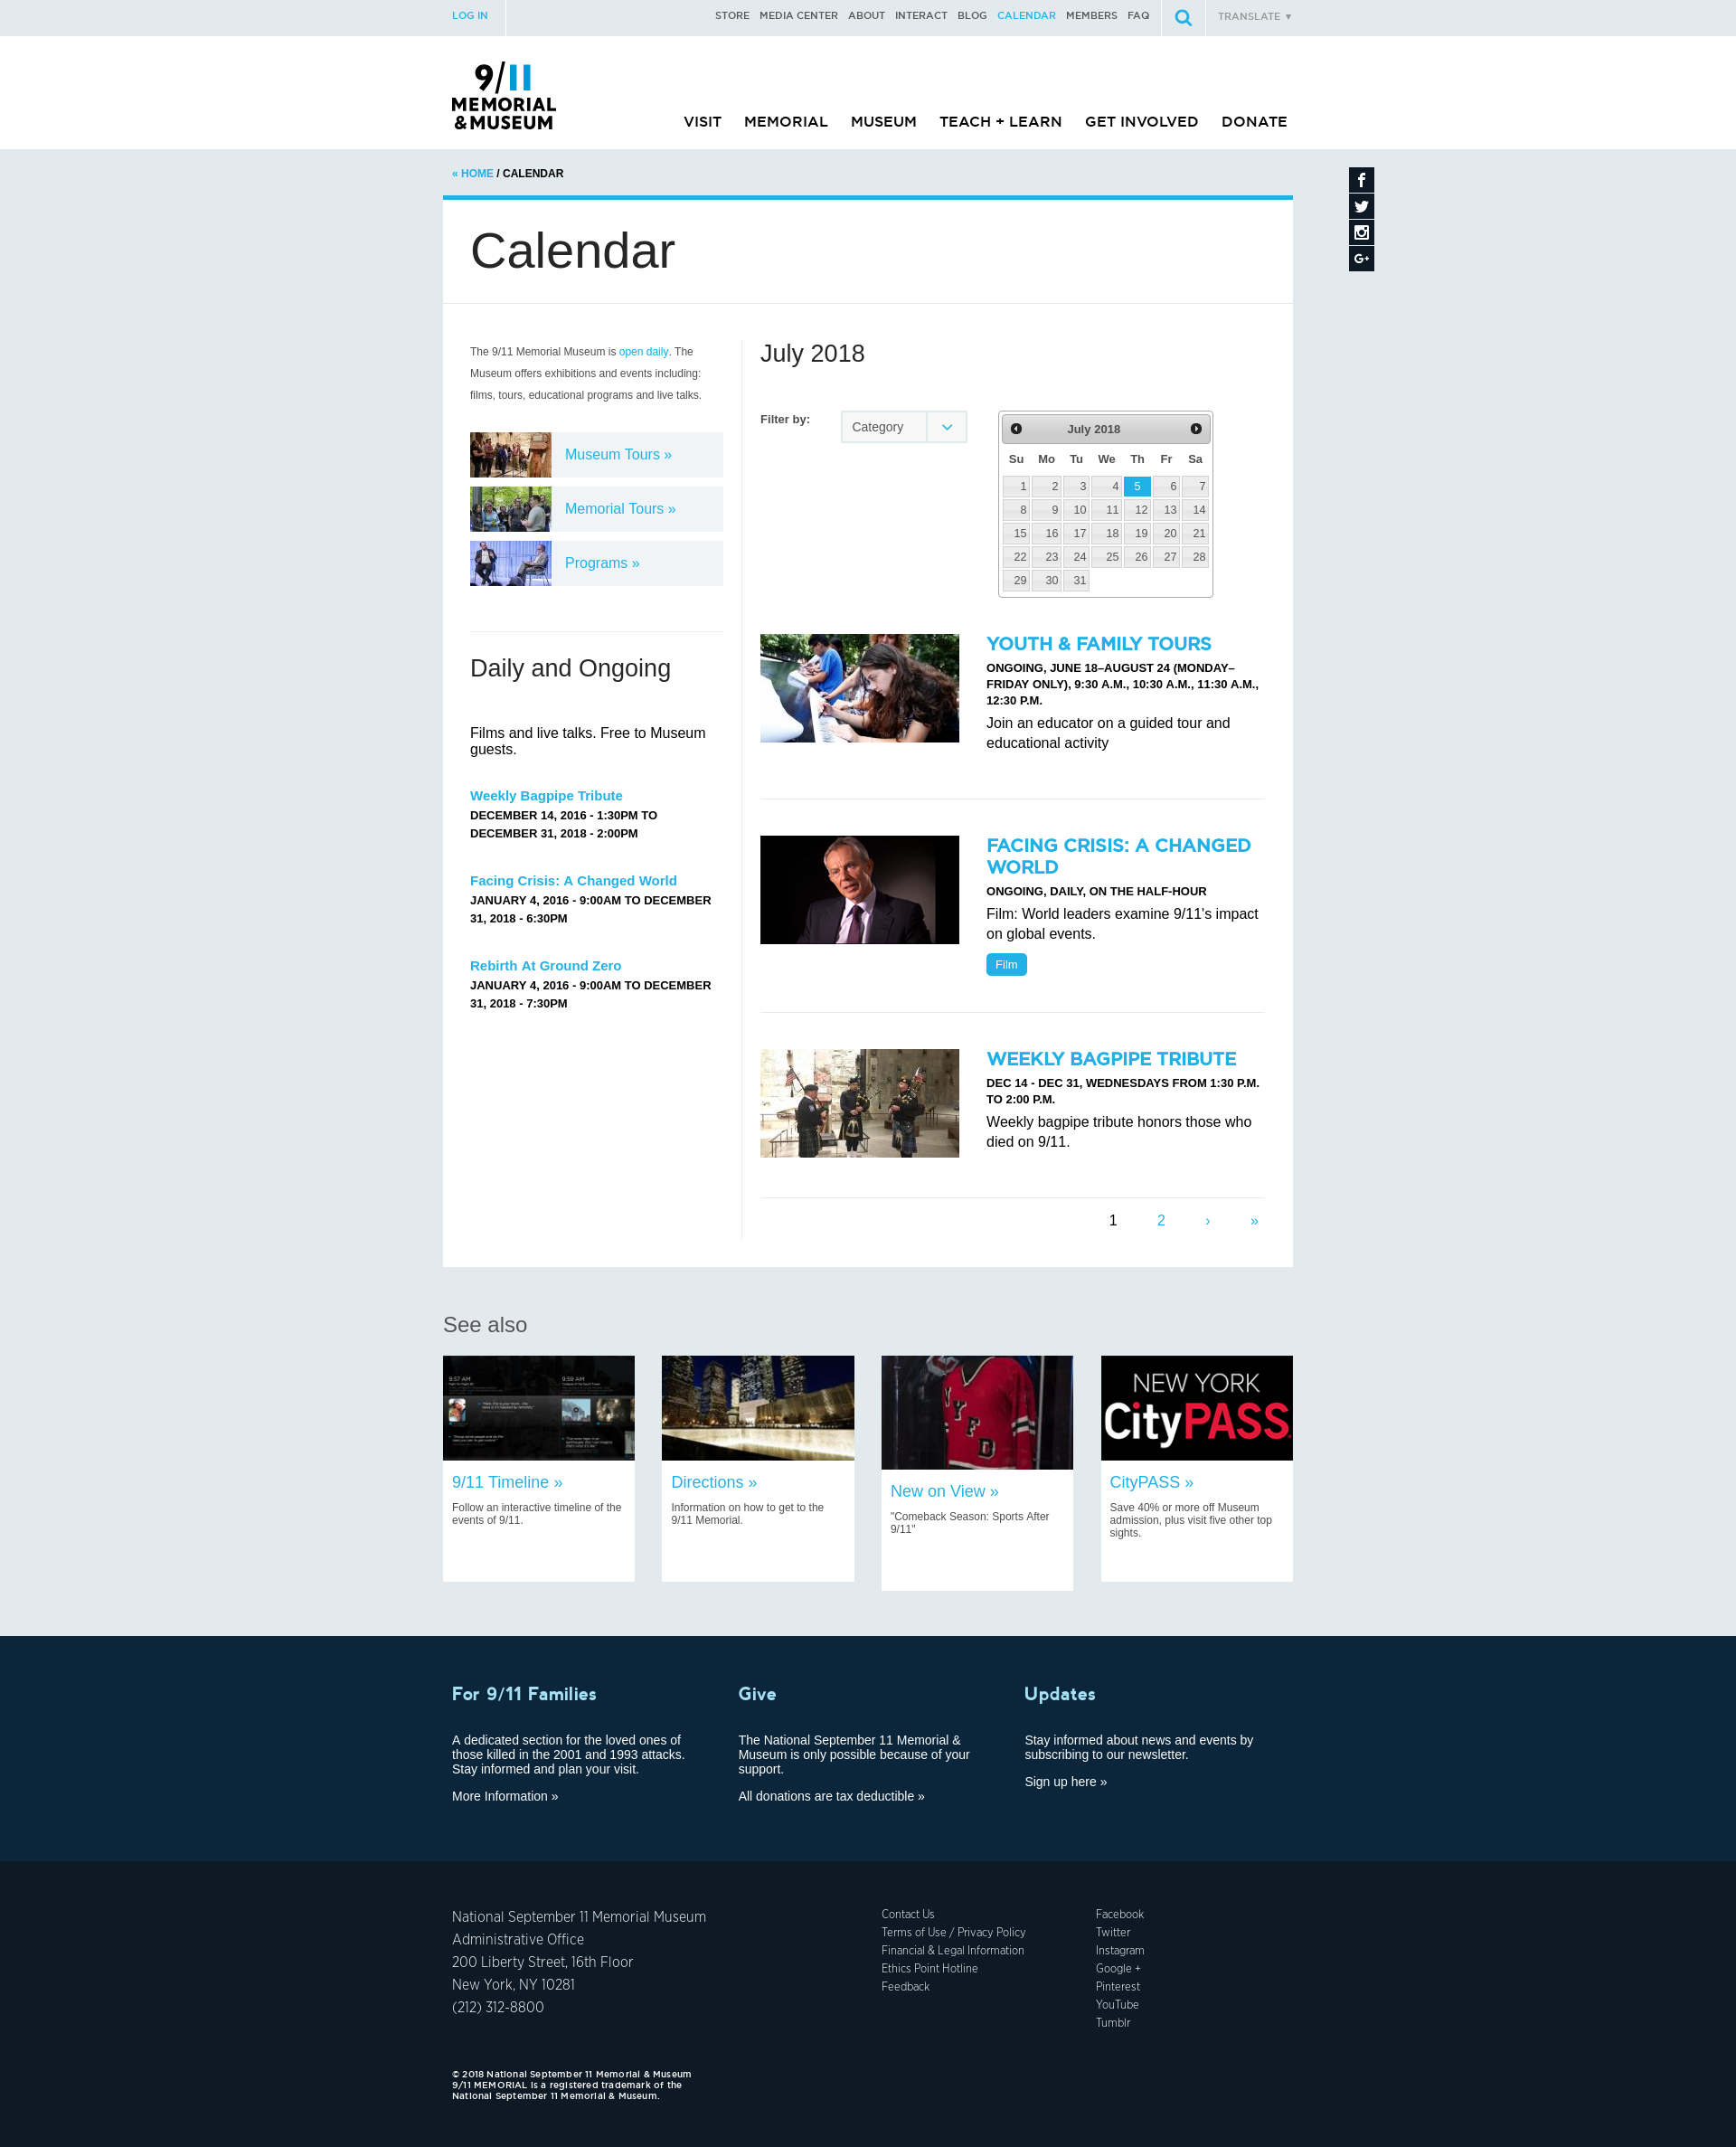 LOG IN
STORE MEDIA CENTER ABOUT INTERACT BLOG CALENDAR MEMBERS FAQ
TRANSLATE ▼
9/11
MEMORIAL
& MUSEUM
VISIT MEMORIAL MUSEUM TEACH + LEARN GET INVOLVED DONATE
« HOME / CALENDAR
Calendar
The 9/11 Memorial Museum is open daily. The
Museum offers exhibitions and events including:
films, tours, educational programs and live talks.
Museum Tours »
Memorial Tours »
Programs »
Daily and Ongoing
Films and live talks. Free to Museum
guests.
Weekly Bagpipe Tribute
DECEMBER 14, 2016 - 1:30PM TO
DECEMBER 31, 2018 - 2:00PM
Facing Crisis: A Changed World
JANUARY 4, 2016 - 9:00AM TO DECEMBER
31, 2018 - 6:30PM
Rebirth At Ground Zero
JANUARY 4, 2016 - 9:00AM TO DECEMBER
31, 2018 - 7:30PM
July 2018
Filter by:
Category
July 2018
Su Mo Tu We Th Fr Sa
1 2 3 4 5 6 7
8 9 10 11 12 13 14
15 16 17 18 19 20 21
22 23 24 25 26 27 28
29 30 31
YOUTH & FAMILY TOURS
ONGOING, JUNE 18–AUGUST 24 (MONDAY–
FRIDAY ONLY), 9:30 A.M., 10:30 A.M., 11:30 A.M.,
12:30 P.M.
Join an educator on a guided tour and
educational activity
FACING CRISIS: A CHANGED
WORLD
ONGOING, DAILY, ON THE HALF-HOUR
Film: World leaders examine 9/11's impact
on global events.
Film
WEEKLY BAGPIPE TRIBUTE
DEC 14 - DEC 31, WEDNESDAYS FROM 1:30 P.M.
TO 2:00 P.M.
Weekly bagpipe tribute honors those who
died on 9/11.
1 2 › »
See also
9:57 AM
9:59 AM
9/11 Timeline »
Follow an interactive timeline of the
events of 9/11.
Directions »
Information on how to get to the
9/11 Memorial.
NYFD
New on View »
"Comeback Season: Sports After
9/11"
NEW YORK
CityPASS
CityPASS »
Save 40% or more off Museum
admission, plus visit five other top
sights.
For 9/11 Families
A dedicated section for the loved ones of
those killed in the 2001 and 1993 attacks.
Stay informed and plan your visit.
More Information »
Give
The National September 11 Memorial &
Museum is only possible because of your
support.
All donations are tax deductible »
Updates
Stay informed about news and events by
subscribing to our newsletter.
Sign up here »
National September 11 Memorial Museum
Administrative Office
200 Liberty Street, 16th Floor
New York, NY 10281
(212) 312-8800
Contact Us
Terms of Use / Privacy Policy
Financial & Legal Information
Ethics Point Hotline
Feedback
Facebook
Twitter
Instagram
Google +
Pinterest
YouTube
Tumblr
© 2018 National September 11 Memorial & Museum
9/11 MEMORIAL is a registered trademark of the
National September 11 Memorial & Museum.